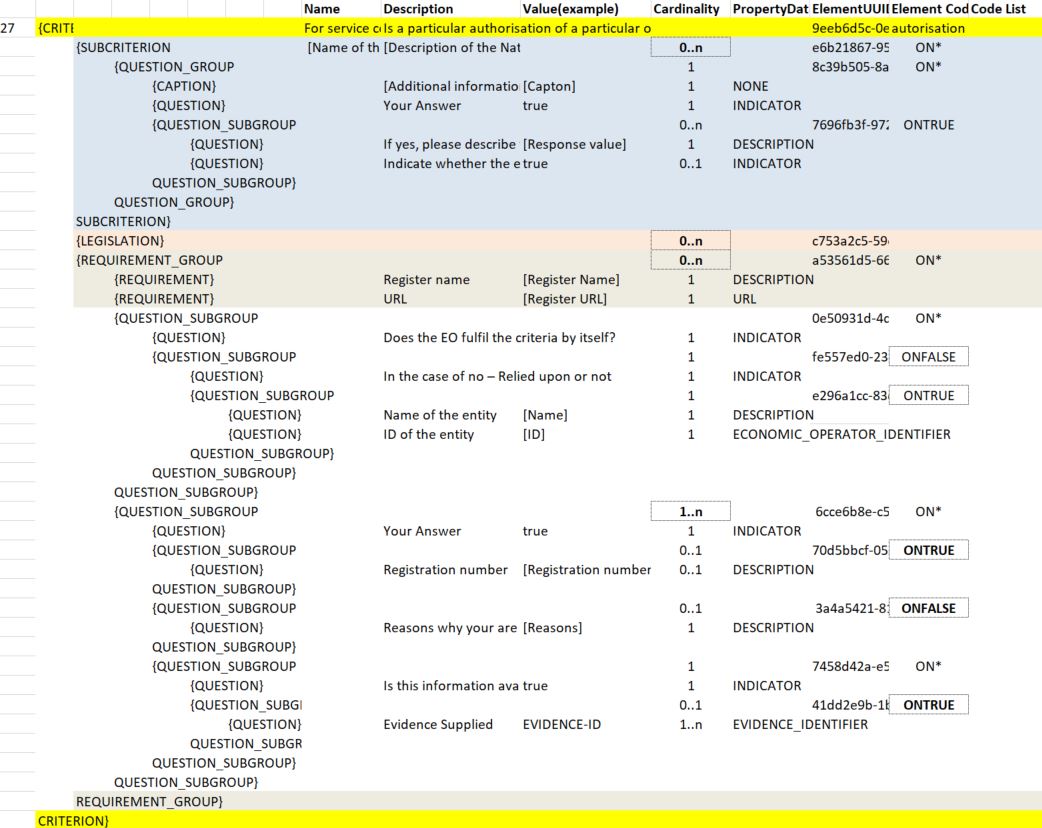 Name Description Value(example) Cardinality PropertyDat ElementUUII Element Cod Code List
27 {CRITE For service c Is a particular authorisation of a particular o 9eeb6d5c-0e autorisation
{SUBCRITERION [Name of th [Description of the Nat 0..n e6b21867-95 ON*
{QUESTION_GROUP 1 8c39b505-8a ON*
{CAPTION} [Additional informatio [Capton] 1 NONE
{QUESTION} Your Answer true 1 INDICATOR
{QUESTION_SUBGROUP 0..n 7696fb3f-972 ONTRUE
{QUESTION} If yes, please describe [Response value] 1 DESCRIPTION
{QUESTION} Indicate whether the e true 0..1 INDICATOR
QUESTION_SUBGROUP}
QUESTION_GROUP}
SUBCRITERION}
{LEGISLATION} 0..n c753a2c5-59
{REQUIREMENT_GROUP 0..n a53561d5-66 ON*
{REQUIREMENT} Register name [Register Name] 1 DESCRIPTION
{REQUIREMENT} URL [Register URL] 1 URL
{QUESTION_SUBGROUP 0e50931d-4c ON*
{QUESTION} Does the EO fulfil the criteria by itself? 1 INDICATOR
{QUESTION_SUBGROUP 1 fe557ed0-23 ONFALSE
{QUESTION} In the case of no – Relied upon or not 1 INDICATOR
{QUESTION_SUBGROUP 1 e296a1cc-83 ONTRUE
{QUESTION} Name of the entity [Name] 1 DESCRIPTION
{QUESTION} ID of the entity [ID] 1 ECONOMIC_OPERATOR_IDENTIFIER
QUESTION_SUBGROUP}
QUESTION_SUBGROUP}
QUESTION_SUBGROUP}
{QUESTION_SUBGROUP 1..n 6cce6b8e-c5 ON*
{QUESTION} Your Answer true 1 INDICATOR
{QUESTION_SUBGROUP 0..1 70d5bbcf-05 ONTRUE
{QUESTION} Registration number [Registration number 0..1 DESCRIPTION
QUESTION_SUBGROUP}
{QUESTION_SUBGROUP 0..1 3a4a5421-81 ONFALSE
{QUESTION} Reasons why your are [Reasons] 1 DESCRIPTION
QUESTION_SUBGROUP}
{QUESTION_SUBGROUP 1 7458d42a-e5 ON*
{QUESTION} Is this information ava true 1 INDICATOR
{QUESTION_SUBG 0..1 41dd2e9b-1b ONTRUE
{QUESTION} Evidence Supplied EVIDENCE-ID 1..n EVIDENCE_IDENTIFIER
QUESTION_SUBGR
QUESTION_SUBGROUP}
QUESTION_SUBGROUP}
REQUIREMENT_GROUP}
CRITERION}